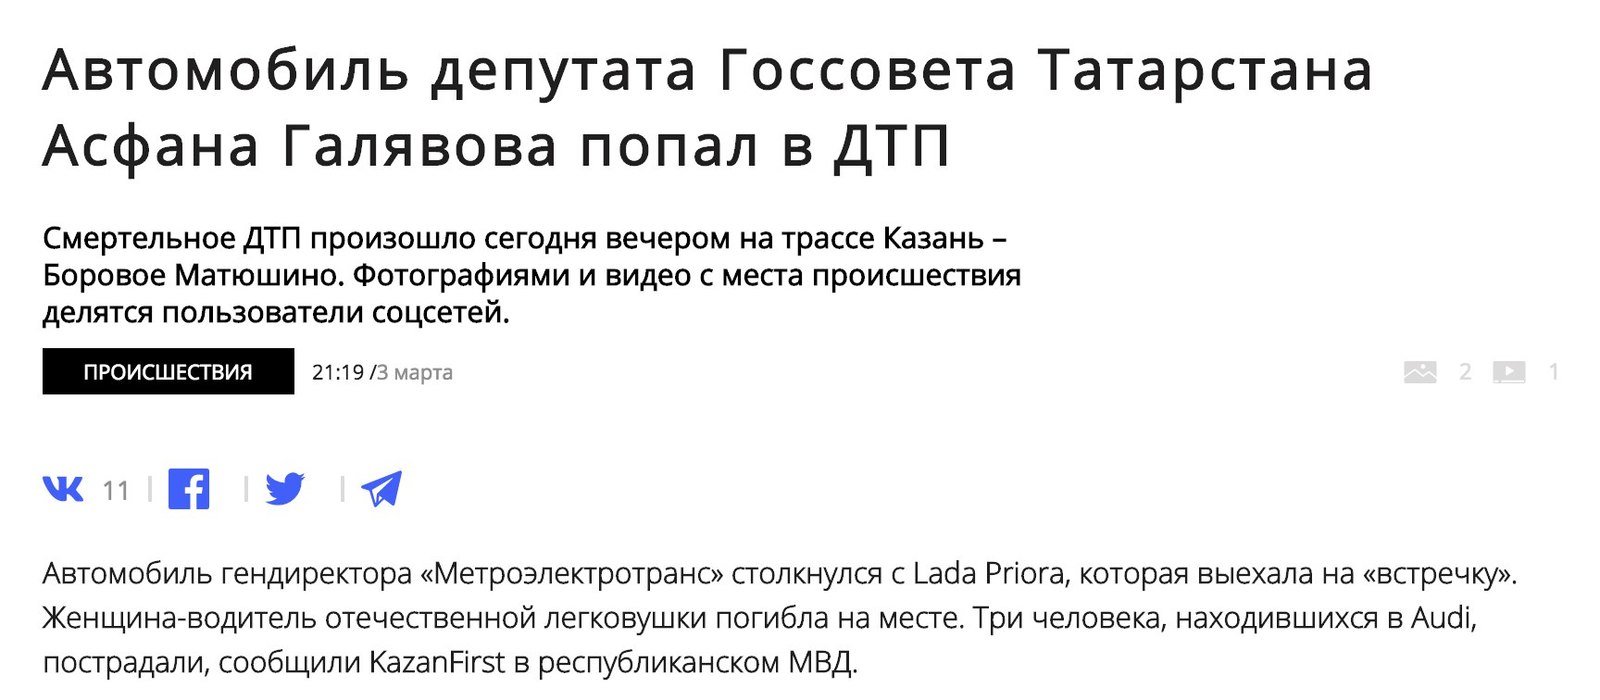 Автомобиль депутата Госсовета Татарстана
Асфана Галявова попал в ДТП
Смертельное ДТП произошло сегодня вечером на трассе Казань –
Боровое Матюшино. Фотографиями и видео с места происшествия
делятся пользователи соцсетей.
ПРОИСШЕСТВИЯ 21:19 /3 марта 2 1
11
Автомобиль гендиректора «Метроэлектротранс» столкнулся с Lada Priora, которая выехала на «встречку».
Женщина-водитель отечественной легковушки погибла на месте. Три человека, находившихся в Audi,
пострадали, сообщили KazanFirst в республиканском МВД.